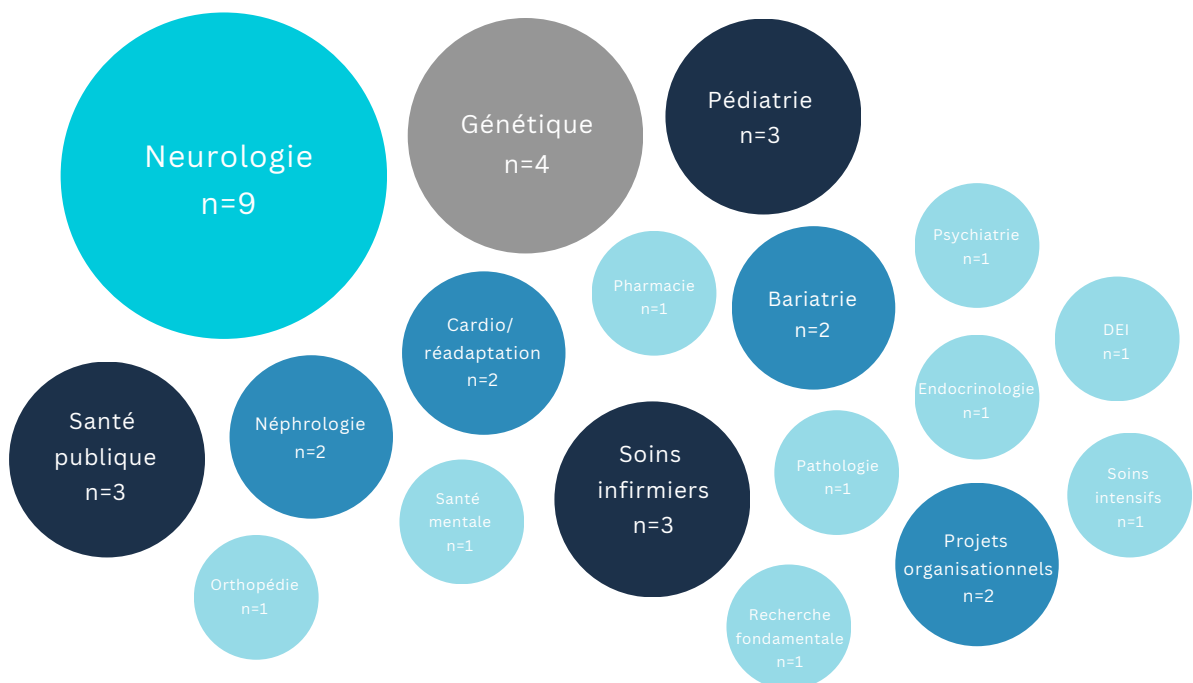 Neurologie
n=9
Génétique
n=4
Pédiatrie
n=3
Pharmacie
n=1
Bariatrie
n=2
Psychiatrie
n=1
DEI
n=1
Cardio/
réadaptation
n=2
Endocrinologie
n=1
Santé
publique
n=3
Néphrologie
n=2
Santé
mentale
n=1
Soins
infirmiers
n=3
Pathologie
n=1
Soins
intensifs
n=1
Projets
organisationnels
n=2
Orthopédie
n=1
Recherche
fondamentale
n=1